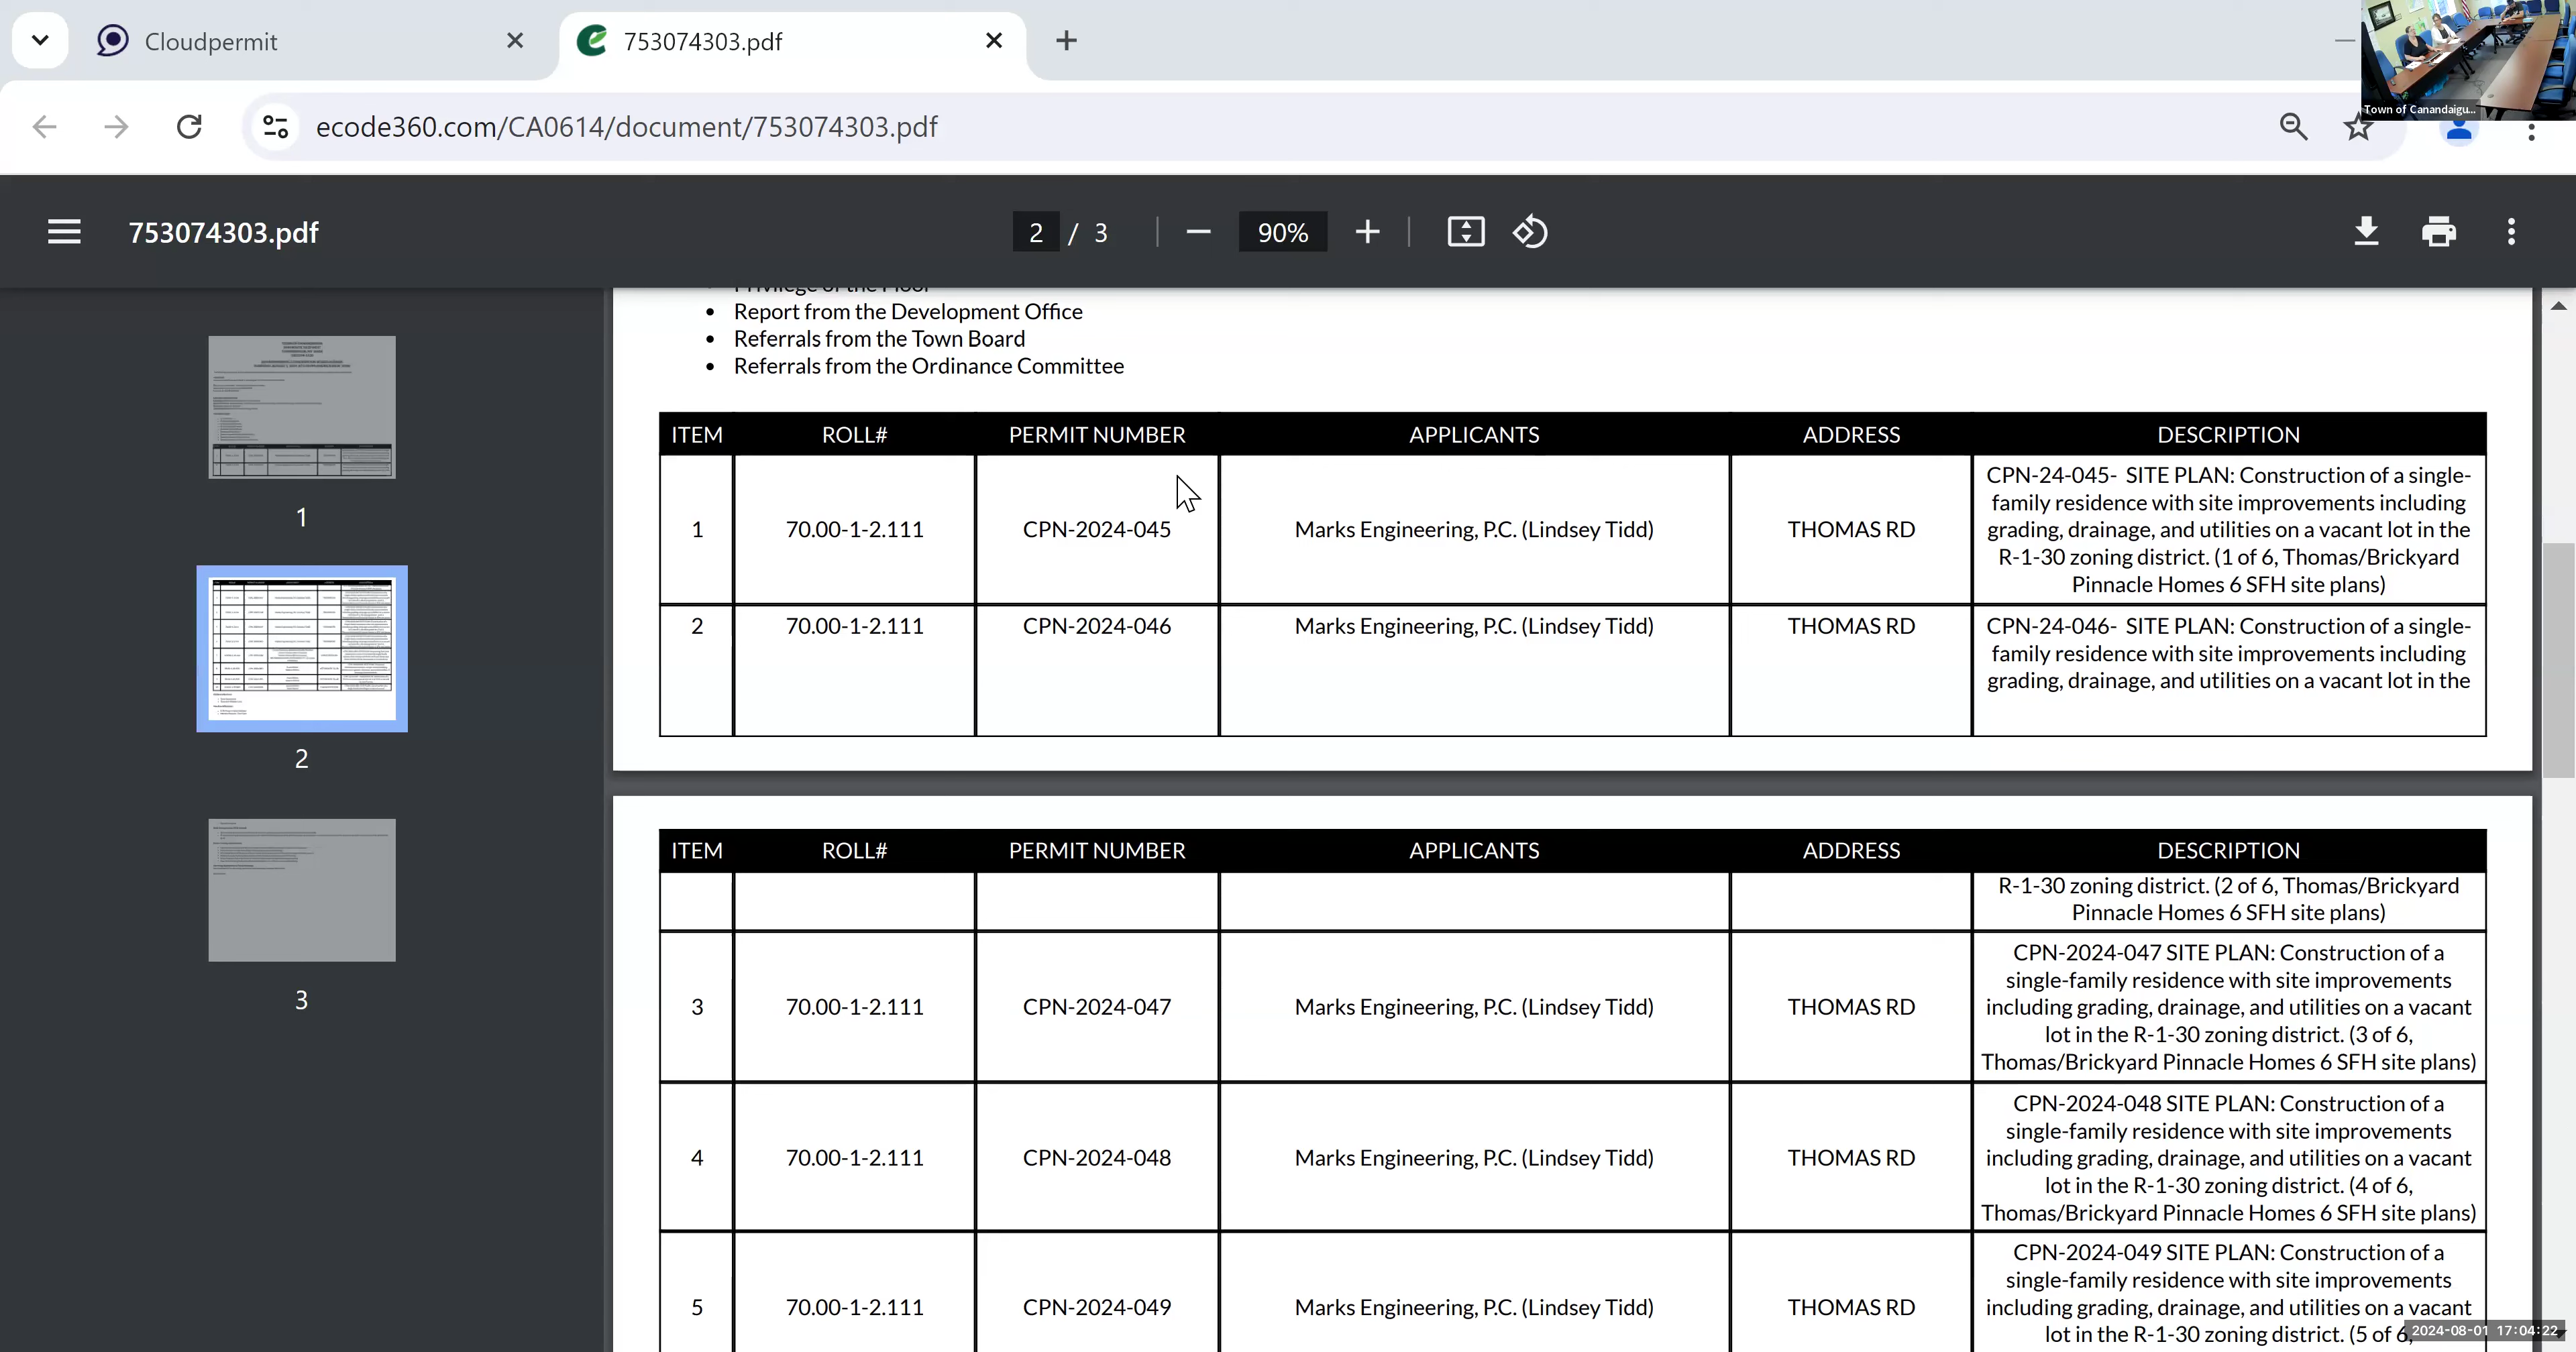 Cloudpermit
753074303.pdf
Town of Canandaigu...
ecode360.com/CA0614/document/753074303.pdf
753074303.pdf
2 / 3
90%
1
2
3
Privilege of the Floor
• Report from the Development Office
• Referrals from the Town Board
• Referrals from the Ordinance Committee
ITEM ROLL# PERMIT NUMBER APPLICANTS ADDRESS DESCRIPTION
1 70.00-1-2.111 CPN-2024-045 Marks Engineering, P.C. (Lindsey Tidd) THOMAS RD
CPN-24-045- SITE PLAN: Construction of a single-
family residence with site improvements including
grading, drainage, and utilities on a vacant lot in the
R-1-30 zoning district. (1 of 6, Thomas/Brickyard
Pinnacle Homes 6 SFH site plans)
2 70.00-1-2.111 CPN-2024-046 Marks Engineering, P.C. (Lindsey Tidd) THOMAS RD
CPN-24-046- SITE PLAN: Construction of a single-
family residence with site improvements including
grading, drainage, and utilities on a vacant lot in the
ITEM ROLL# PERMIT NUMBER APPLICANTS ADDRESS DESCRIPTION
R-1-30 zoning district. (2 of 6, Thomas/Brickyard
Pinnacle Homes 6 SFH site plans)
3 70.00-1-2.111 CPN-2024-047 Marks Engineering, P.C. (Lindsey Tidd) THOMAS RD
CPN-2024-047 SITE PLAN: Construction of a
single-family residence with site improvements
including grading, drainage, and utilities on a vacant
lot in the R-1-30 zoning district. (3 of 6,
Thomas/Brickyard Pinnacle Homes 6 SFH site plans)
4 70.00-1-2.111 CPN-2024-048 Marks Engineering, P.C. (Lindsey Tidd) THOMAS RD
CPN-2024-048 SITE PLAN: Construction of a
single-family residence with site improvements
including grading, drainage, and utilities on a vacant
lot in the R-1-30 zoning district. (4 of 6,
Thomas/Brickyard Pinnacle Homes 6 SFH site plans)
5 70.00-1-2.111 CPN-2024-049 Marks Engineering, P.C. (Lindsey Tidd) THOMAS RD
CPN-2024-049 SITE PLAN: Construction of a
single-family residence with site improvements
including grading, drainage, and utilities on a vacant
lot in the R-1-30 zoning district. (5 of 6,
2024-08-01 17:04:22